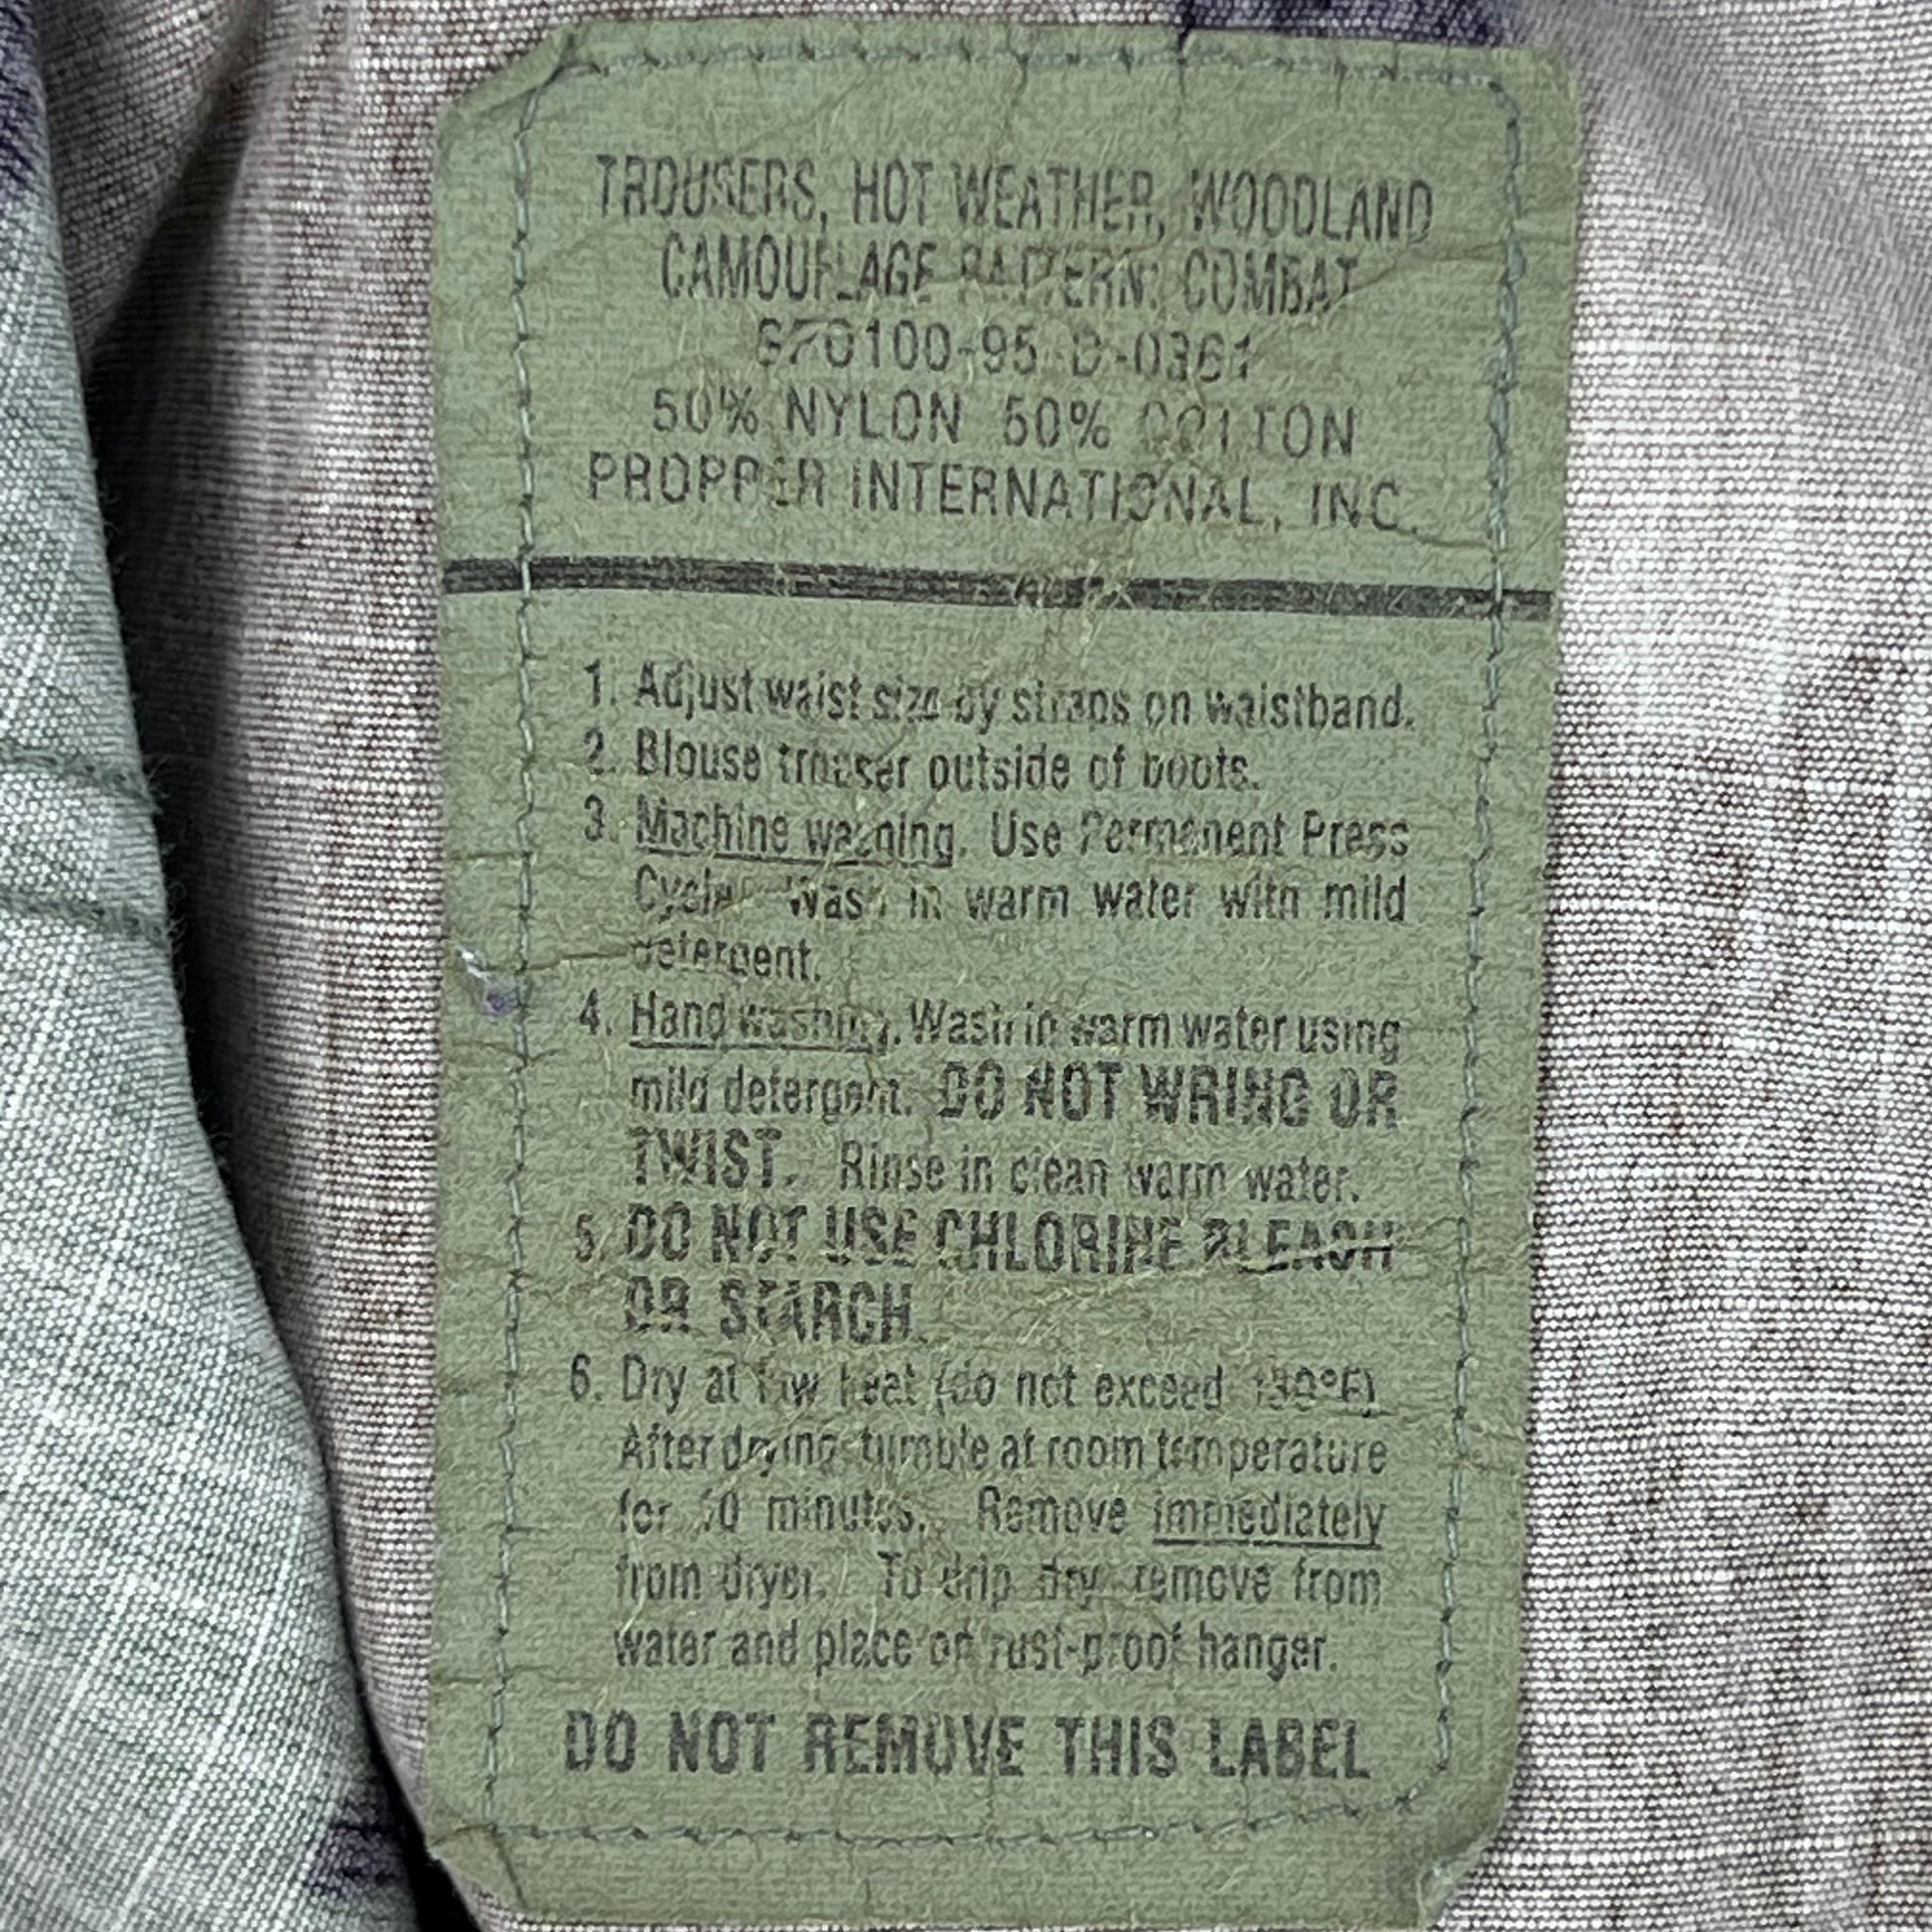 TROUSERS, HOT WEATHER, WOODLAND
CAMOUFLAGE PATTERN: COMBAT
SP0100-95-D-0361
50% NYLON 50% COTTON
PROPPER INTERNATIONAL, INC.
1. Adjust waist size by straps on waistband.
2. Blouse trouser outside of boots.
3. Machine washing. Use Permanent Press
Cycle. Wash in warm water with mild
detergent.
4. Hand washing. Wash in warm water using
mild detergent. DO NOT WRING OR
TWIST. Rinse in clean warm water.
5. DO NOT USE CHLORINE BLEACH
OR STARCH.
6. Dry at low heat (do not exceed 130°F).
After drying, tumble at room temperature
for 10 minutes. Remove immediately
from dryer. To drip dry, remove from
water and place on rust-proof hanger.
DO NOT REMOVE THIS LABEL